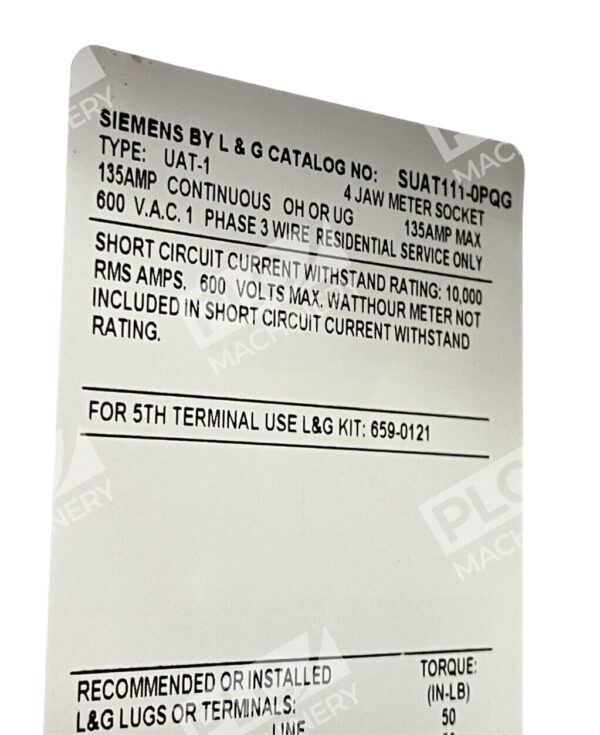 SIEMENS BY L & G CATALOG NO: SUAT111-0PQG
TYPE: UAT-1 4 JAW METER SOCKET
135AMP CONTINUOUS OH OR UG 135AMP MAX
600 V.A.C. 1 PHASE 3 WIRE RESIDENTIAL SERVICE ONLY
SHORT CIRCUIT CURRENT WITHSTAND RATING: 10,000
RMS AMPS. 600 VOLTS MAX. WATTHOUR METER NOT
INCLUDED IN SHORT CIRCUIT CURRENT WITHSTAND
RATING.
FOR 5TH TERMINAL USE L&G KIT: 659-0121
RECOMMENDED OR INSTALLED TORQUE:
L&G LUGS OR TERMINALS: (IN-LB)
LINE 50
PLC
MACHINERY